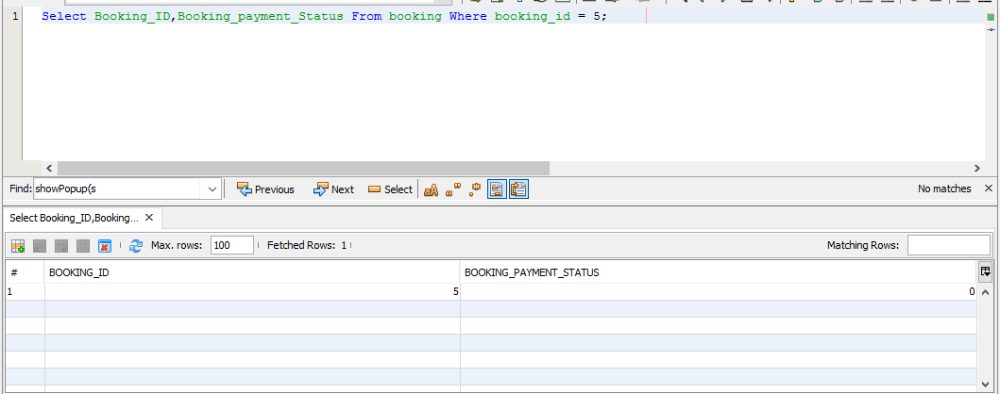 1 Select Booking_ID,Booking_payment_Status From booking Where booking_id = 5;
Find: showPopup(s Previous Next Select aA “” .* No matches
Select Booking_ID,Booking...
Max. rows: 100 Fetched Rows: 1 Matching Rows:
# BOOKING_ID BOOKING_PAYMENT_STATUS
1 5 0